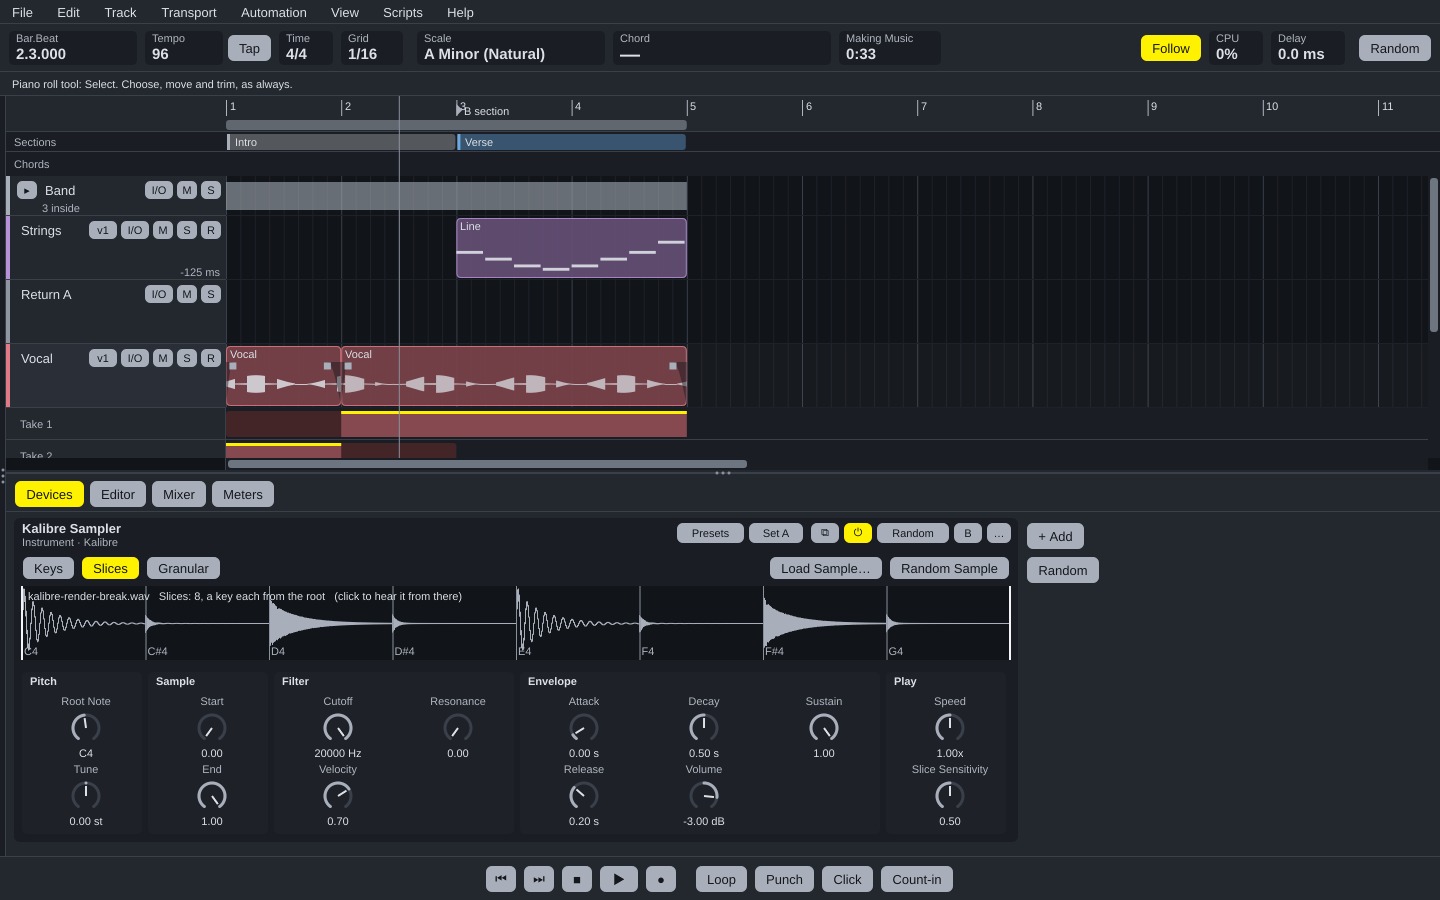 File Edit Track Transport Automation View Scripts Help
Bar.Beat Tempo Time Grid Scale Chord Making Music CPU Delay
2.3.000 96 Tap 4/4 1/16 A Minor (Natural) — 0:33 Follow 0% 0.0 ms Random
Piano roll tool: Select. Choose, move and trim, as always.
1 2 3 4 5 6 7 8 9 10 11
B section
Sections Intro Verse
Chords
Band I/O M S
3 inside
Strings v1 I/O M S R Line
-125 ms
Return A I/O M S
Vocal v1 I/O M S R Vocal Vocal
Take 1
Take 2
Devices Editor Mixer Meters
Kalibre Sampler Presets Set A Random B … + Add
Instrument · Kalibre
Keys Slices Granular Load Sample… Random Sample Random
kalibre-render-break.wav Slices: 8, a key each from the root (click to hear it from there)
C4 C#4 D4 D#4 E4 F4 F#4 G4
Pitch Sample Filter Envelope Play
Root Note Start Cutoff Resonance Attack Decay Sustain Speed
C4 0.00 20000 Hz 0.00 0.00 s 0.50 s 1.00 1.00x
Tune End Velocity Release Volume Slice Sensitivity
0.00 st 1.00 0.70 0.20 s -3.00 dB 0.50
Loop Punch Click Count-in